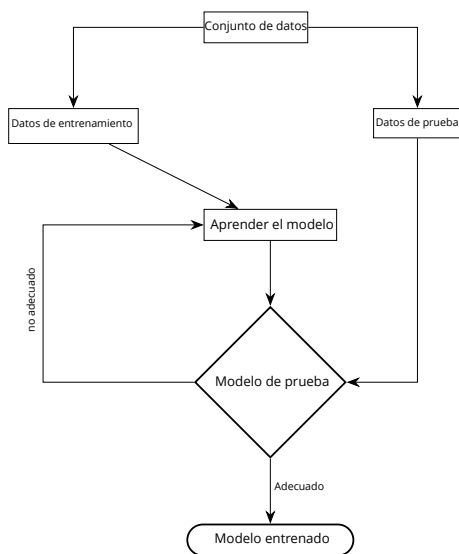 Conjunto de datos
Datos de entrenamiento
Datos de prueba
Aprender el modelo
no adecuado
Modelo de prueba
Adecuado
Modelo entrenado